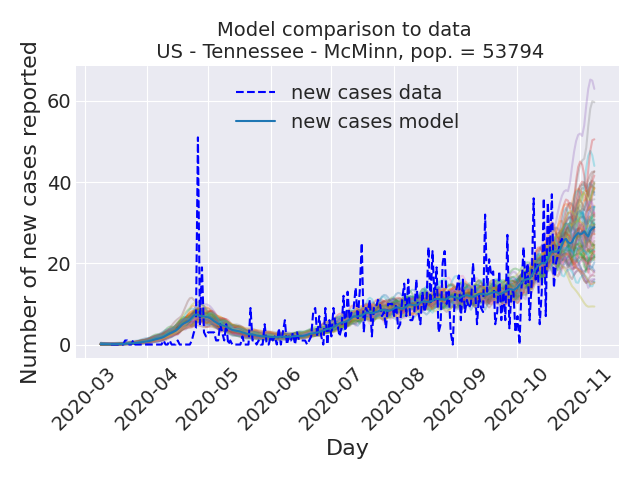 Model comparison to data
US - Tennessee - McMinn, pop. = 53794
new cases data
new cases model
Number of new cases reported
60
40
20
0
2020-03
2020-04
2020-05
2020-06
2020-07
2020-08
2020-09
2020-10
2020-11
Day